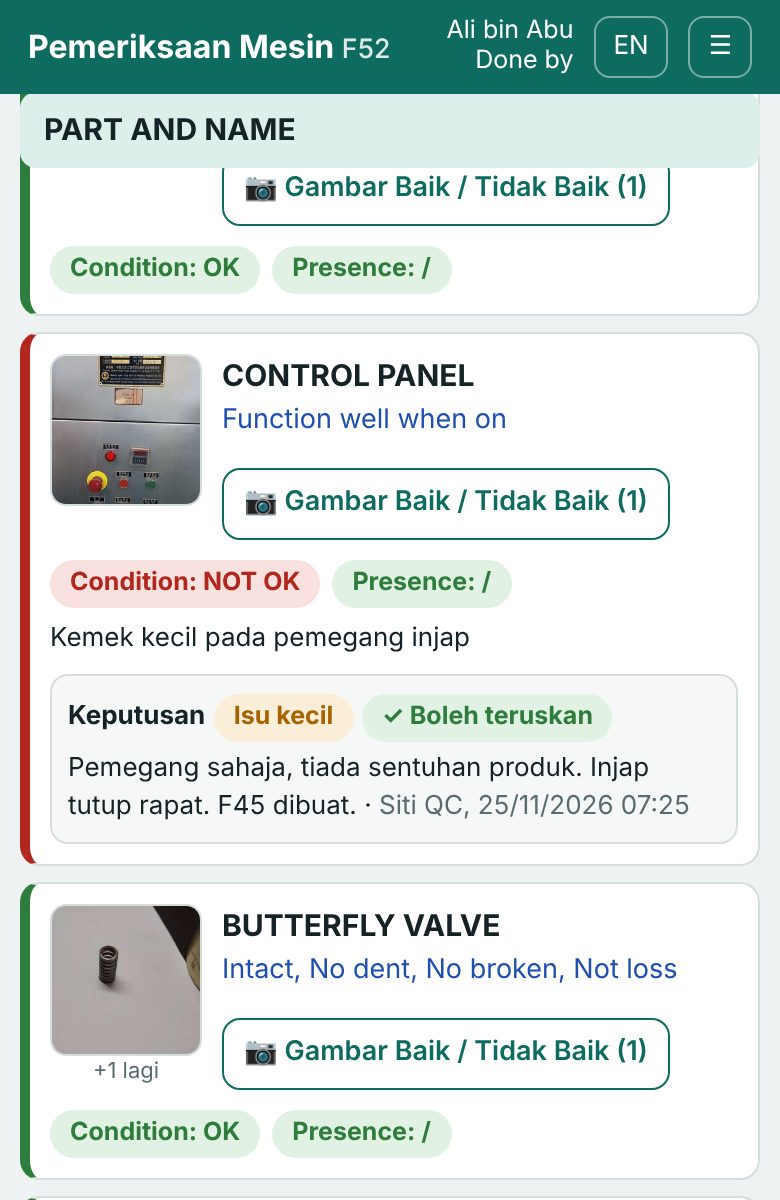 Pemeriksaan Mesin F52
Ali bin Abu
Done by
EN
PART AND NAME
Gambar Baik / Tidak Baik (1)
Condition: OK
Presence: /
CONTROL PANEL
Function well when on
Gambar Baik / Tidak Baik (1)
Condition: NOT OK
Presence: /
Kemek kecil pada pemegang injap
Keputusan Isu kecil ✓ Boleh teruskan
Pemegang sahaja, tiada sentuhan produk. Injap
tutup rapat. F45 dibuat. · Siti QC, 25/11/2026 07:25
BUTTERFLY VALVE
Intact, No dent, No broken, Not loss
Gambar Baik / Tidak Baik (1)
+1 lagi
Condition: OK
Presence: /